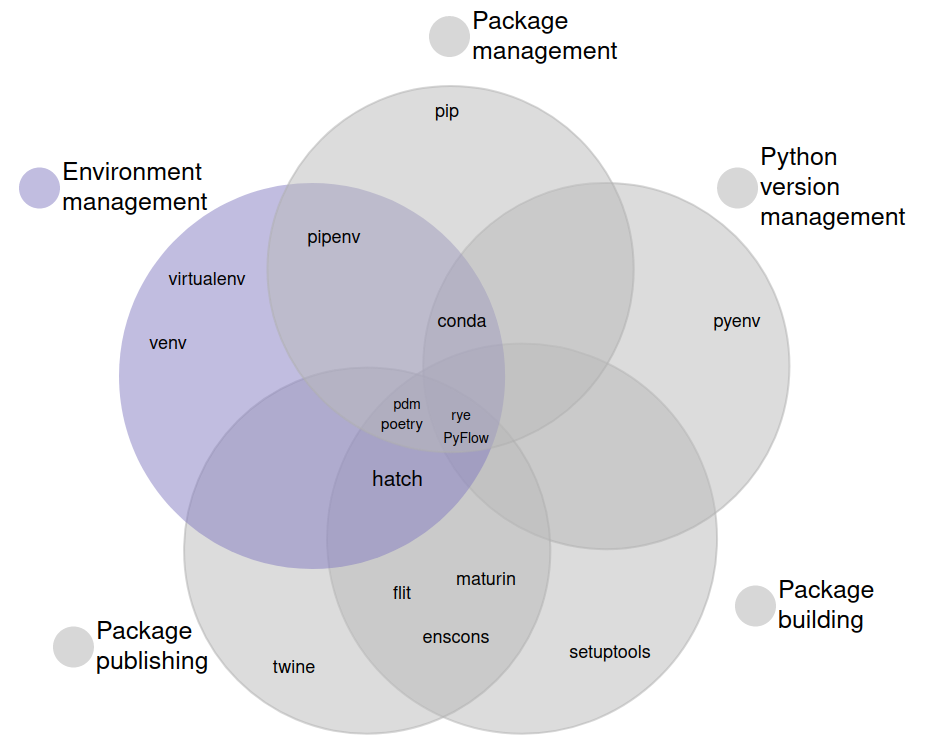 Package
management
pip
Python
version
management
Environment
management
pipenv
virtualenv
conda
pyenv
venv
pdm
rye
poetry
PyFlow
hatch
maturin
flit
Package
building
Package
publishing
enscons
setuptools
twine